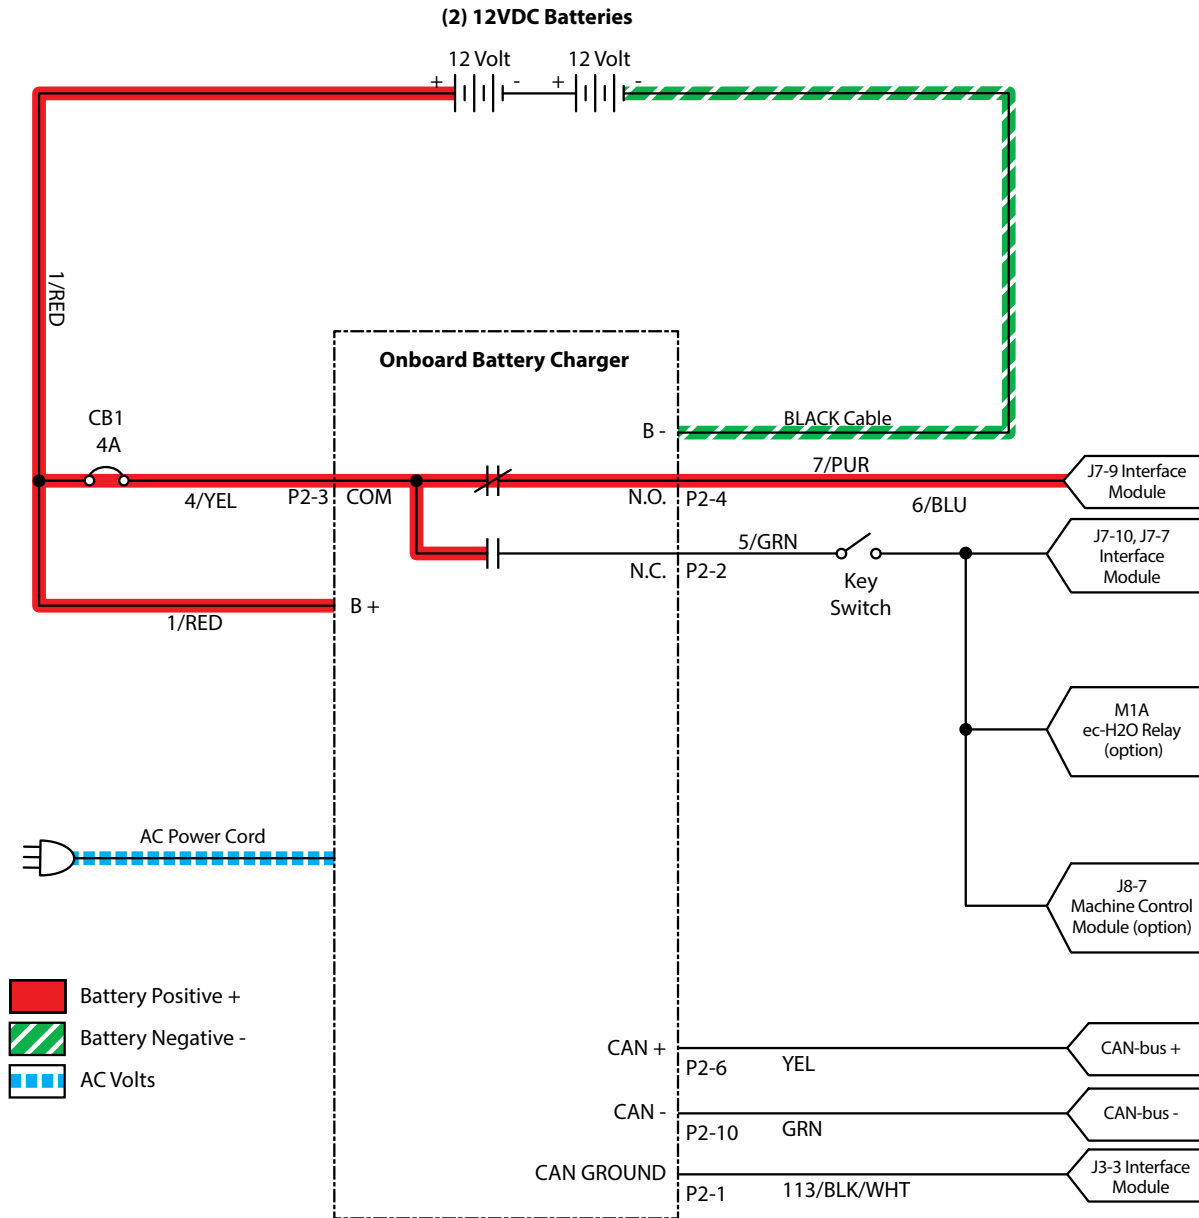 (2) 12VDC Batteries
12 Volt
12 Volt
+
-
+
-
1/RED
Onboard Battery Charger
CB1
4A
B -
BLACK Cable
7/PUR
J7-9 Interface
Module
4/YEL
P2-3
COM
N.O.
P2-4
6/BLU
5/GRN
J7-10, J7-7
Interface
Module
N.C.
P2-2
Key
Switch
1/RED
B +
M1A
ec-H2O Relay
(option)
AC Power Cord
J8-7
Machine Control
Module (option)
Battery Positive +
Battery Negative -
AC Volts
CAN +
P2-6
YEL
CAN-bus +
CAN -
P2-10
GRN
CAN-bus -
CAN GROUND
P2-1
113/BLK/WHT
J3-3 Interface
Module